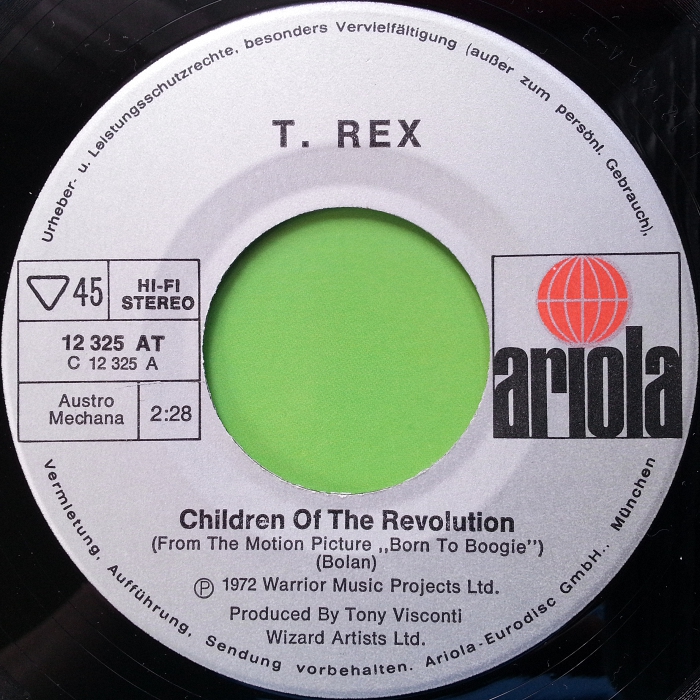 Urheber- u. Leistungsschutzrechte, besonders Vervielfältigung (außer zum persönl. Gebrauch),
T. REX
45
HI-FI
STEREO
12 325 AT
C 12 325 A
Austro
Mechana
2:28
ariola
Children Of The Revolution
(From The Motion Picture „Born To Boogie”)
(Bolan)
Ⓟ 1972 Warrior Music Projects Ltd.
Produced By Tony Visconti
Wizard Artists Ltd.
Vermietung, Aufführung, Sendung vorbehalten. Ariola-Eurodisc GmbH., München